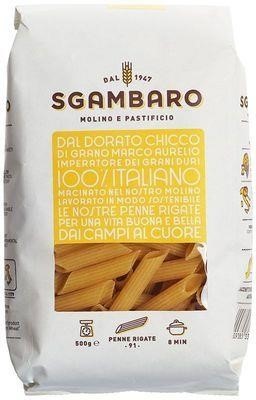 DAL 1947
SGAMBARO
MOLINO E PASTIFICIO
DAL DORATO CHICCO
DI GRANO MARCO AURELIO
IMPERATORE DEI GRANI DURI
100% ITALIANO
MACINATO NEL NOSTRO MOLINO
LAVORATO IN MODO SOSTENIBILE
LE NOSTRE PENNE RIGATE
PER UNA VITA BUONA E BELLA
DAI CAMPI AL CUORE
500g
PENNE RIGATE
-91-
8 MIN